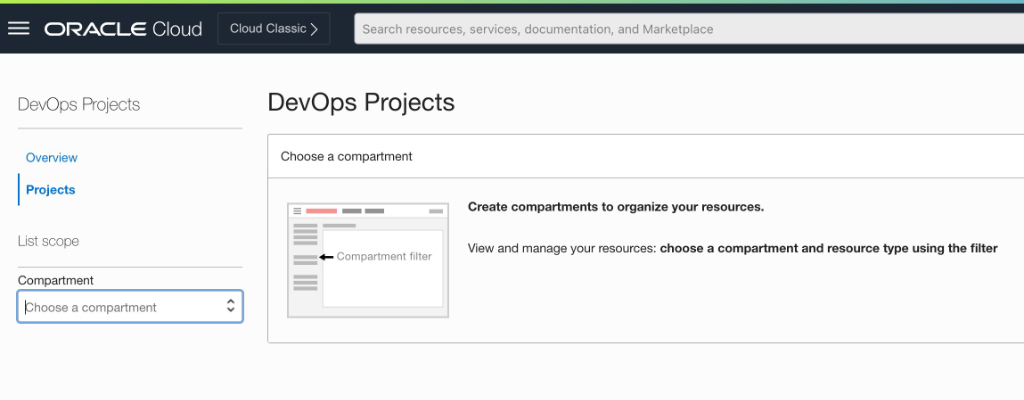 ORACLE Cloud
Cloud Classic
Search resources, services, documentation, and Marketplace
DevOps Projects
Overview
Projects
List scope
Compartment
Choose a compartment
DevOps Projects
Choose a compartment
Compartment filter
Create compartments to organize your resources.
View and manage your resources: choose a compartment and resource type using the filter